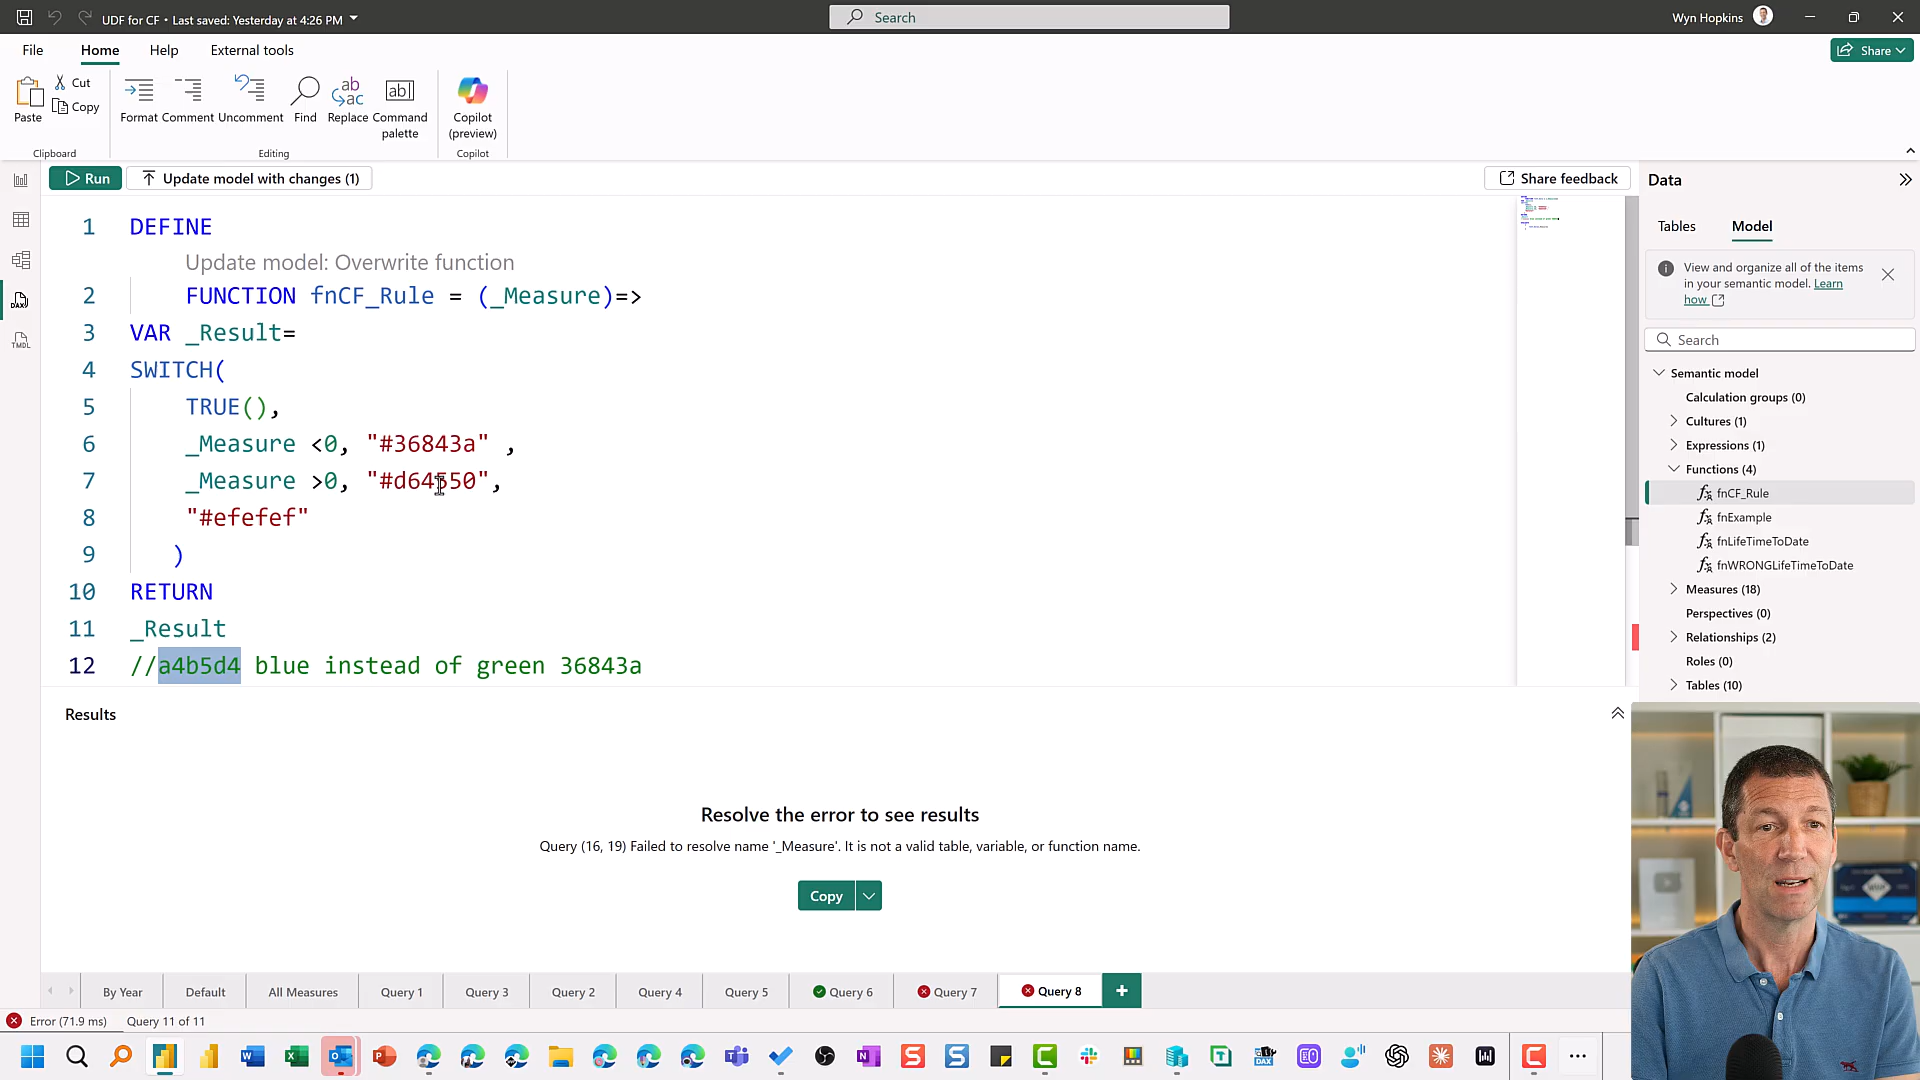 UDF for CF • Last saved: Yesterday at 4:26 PM
Search
Wyn Hopkins
File
Home
Help
External tools
Share
Paste
Cut
Copy
Format
Comment
Uncomment
Find
Replace
Command palette
Copilot (preview)
Clipboard
Editing
Copilot
Run
Update model with changes (1)
Share feedback
1 DEFINE
Update model: Overwrite function
2 FUNCTION fnCF_Rule = (_Measure)=>
3 VAR _Result=
4 SWITCH(
5 TRUE(),
6 _Measure <0, "#36843a" ,
7 _Measure >0, "#d64550",
8 "#efefef"
9 )
10 RETURN
11 _Result
12 //a4b5d4 blue instead of green 36843a
Results
Resolve the error to see results
Query (16, 19) Failed to resolve name '_Measure'. It is not a valid table, variable, or function name.
Copy
By Year
Default
All Measures
Query 1
Query 3
Query 2
Query 4
Query 5
Query 6
Query 7
Query 8
Error (71.9 ms)
Query 11 of 11
Data
Tables
Model
View and organize all of the items
in your semantic model. Learn
how
Search
Semantic model
Calculation groups (0)
Cultures (1)
Expressions (1)
Functions (4)
fnCF_Rule
fnExample
fnLifeTimeToDate
fnWRONGLifeTimeToDate
Measures (18)
Perspectives (0)
Relationships (2)
Roles (0)
Tables (10)
DAX
TMDL